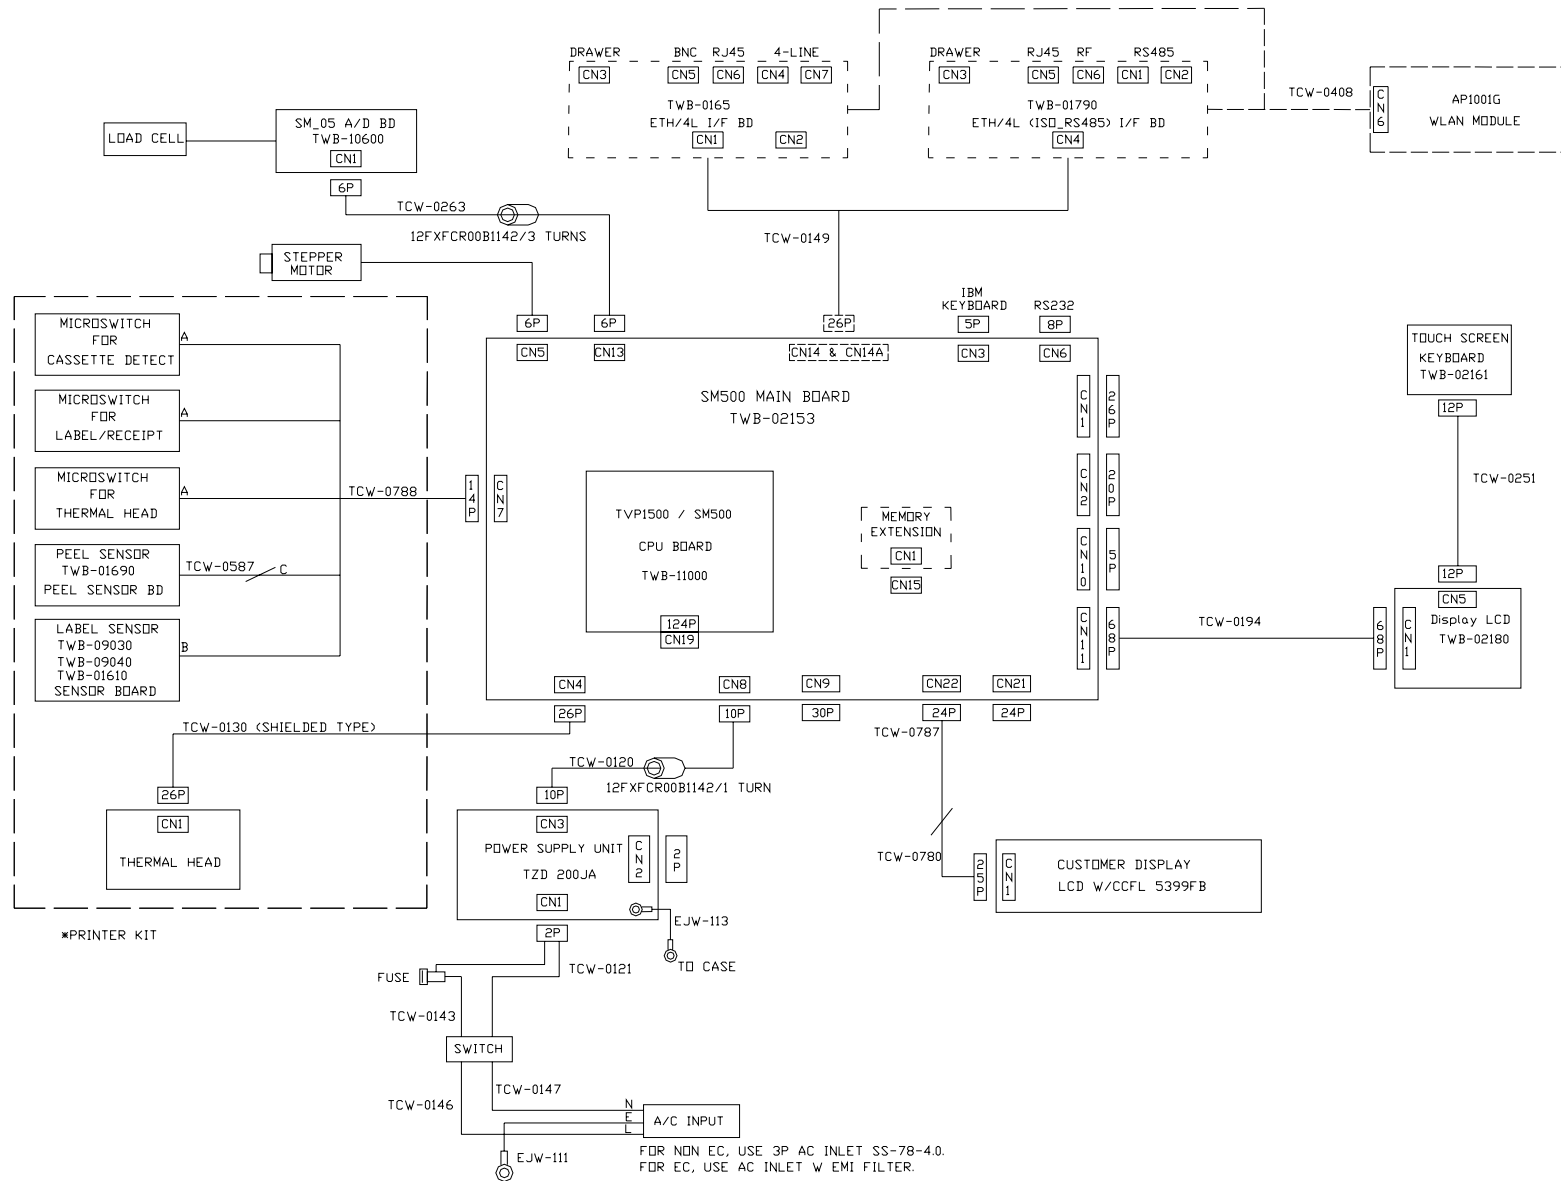 DRAWER BNC RJ45 4-LINE
CN3 CN5 CN6 CN4 CN7
TWB-0165
ETH/4L I/F BD
CN1 CN2
DRAWER RJ45 RF RS485
CN3 CN5 CN6 CN1 CN2
TWB-01790
ETH/4L (ISO_RS485) I/F BD
CN4
TCW-0408
CN6
AP1001G
WLAN MODULE
LOAD CELL
SM_05 A/D BD
TWB-10600
CN1
6P
TCW-0263
12FXFCR00B1142/3 TURNS
TCW-0149
STEPPER
MOTOR
6P
CN5
6P
CN13
26P
CN14 & CN14A
IBM
KEYBOARD
5P
CN3
RS232
8P
CN6
SM500 MAIN BOARD
TWB-02153
CN1
26P
CN2
20P
CN10
5P
CN11
68P
TVP1500 / SM500
CPU BOARD
TWB-11000
124P
CN19
MEMORY
EXTENSION
CN1
CN15
CN4
26P
CN8
10P
CN9
30P
CN22
24P
CN21
24P
14P
CN7
TCW-0788
MICROSWITCH
FOR
CASSETTE DETECT
A
MICROSWITCH
FOR
LABEL/RECEIPT
A
MICROSWITCH
FOR
THERMAL HEAD
A
PEEL SENSOR
TWB-01690
PEEL SENSOR BD
TCW-0587
C
LABEL SENSOR
TWB-09030
TWB-09040
TWB-01610
SENSOR BOARD
B
TCW-0130 (SHIELDED TYPE)
26P
CN1
THERMAL HEAD
*PRINTER KIT
TOUCH SCREEN
KEYBOARD
TWB-02161
12P
TCW-0251
12P
CN5
Display LCD
TWB-02180
CN1
68P
TCW-0194
TCW-0120
12FXFCR00B1142/1 TURN
10P
CN3
POWER SUPPLY UNIT
TZD 200JA
CN2
2P
CN1
2P
EJW-113
TO CASE
TCW-0787
TCW-0780
25P
CN1
CUSTOMER DISPLAY
LCD W/CCFL 5399FB
FUSE
TCW-0121
TCW-0143
SWITCH
TCW-0147
TCW-0146
N
E
L
A/C INPUT
EJW-111
FOR NON EC, USE 3P AC INLET SS-78-4.0.
FOR EC, USE AC INLET W EMI FILTER.